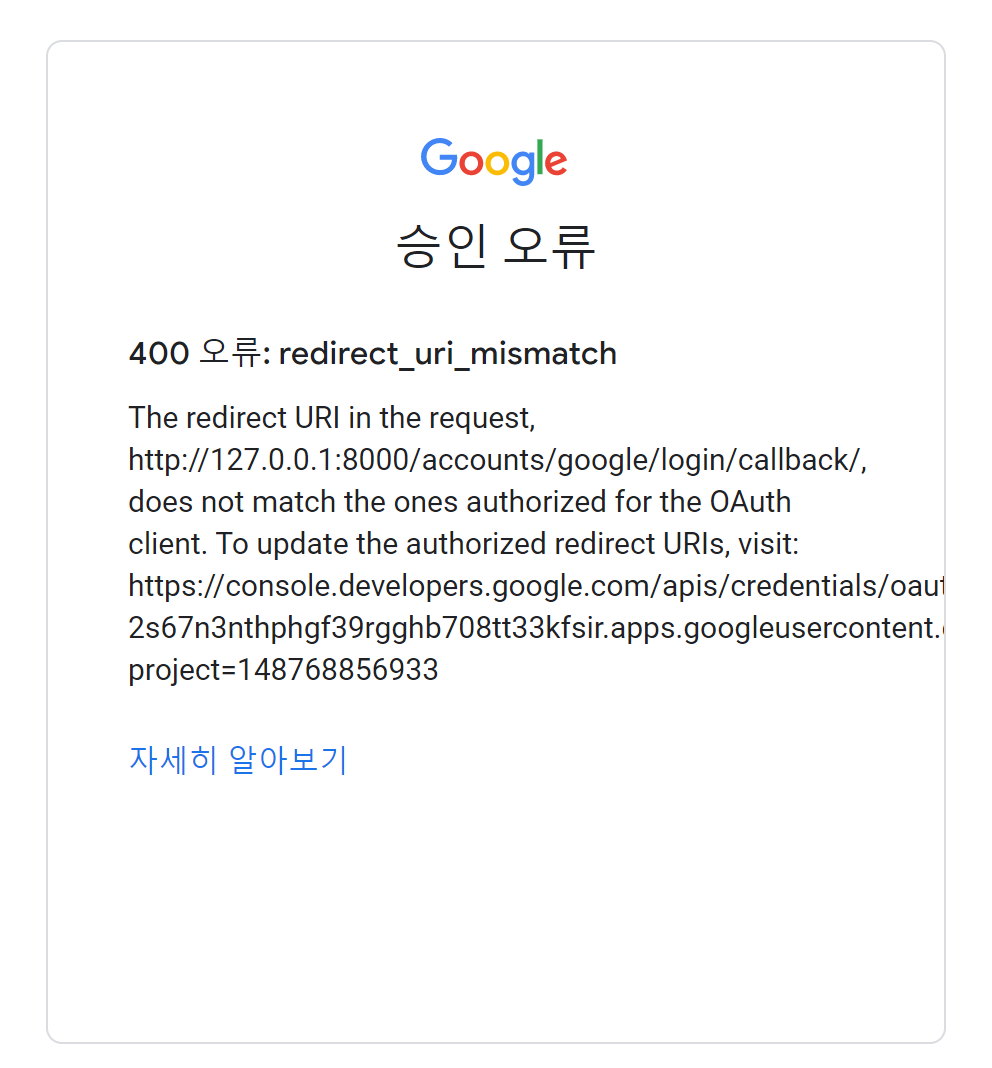 Google
승인 오류
400 오류: redirect_uri_mismatch
The redirect URI in the request,
http://127.0.0.1:8000/accounts/google/login/callback/,
does not match the ones authorized for the OAuth
client. To update the authorized redirect URIs, visit:
https://console.developers.google.com/apis/credentials/oaut
2s67n3nthphgf39rgghb708tt33kfsir.apps.googleusercontent.
project=148768856933
자세히 알아보기